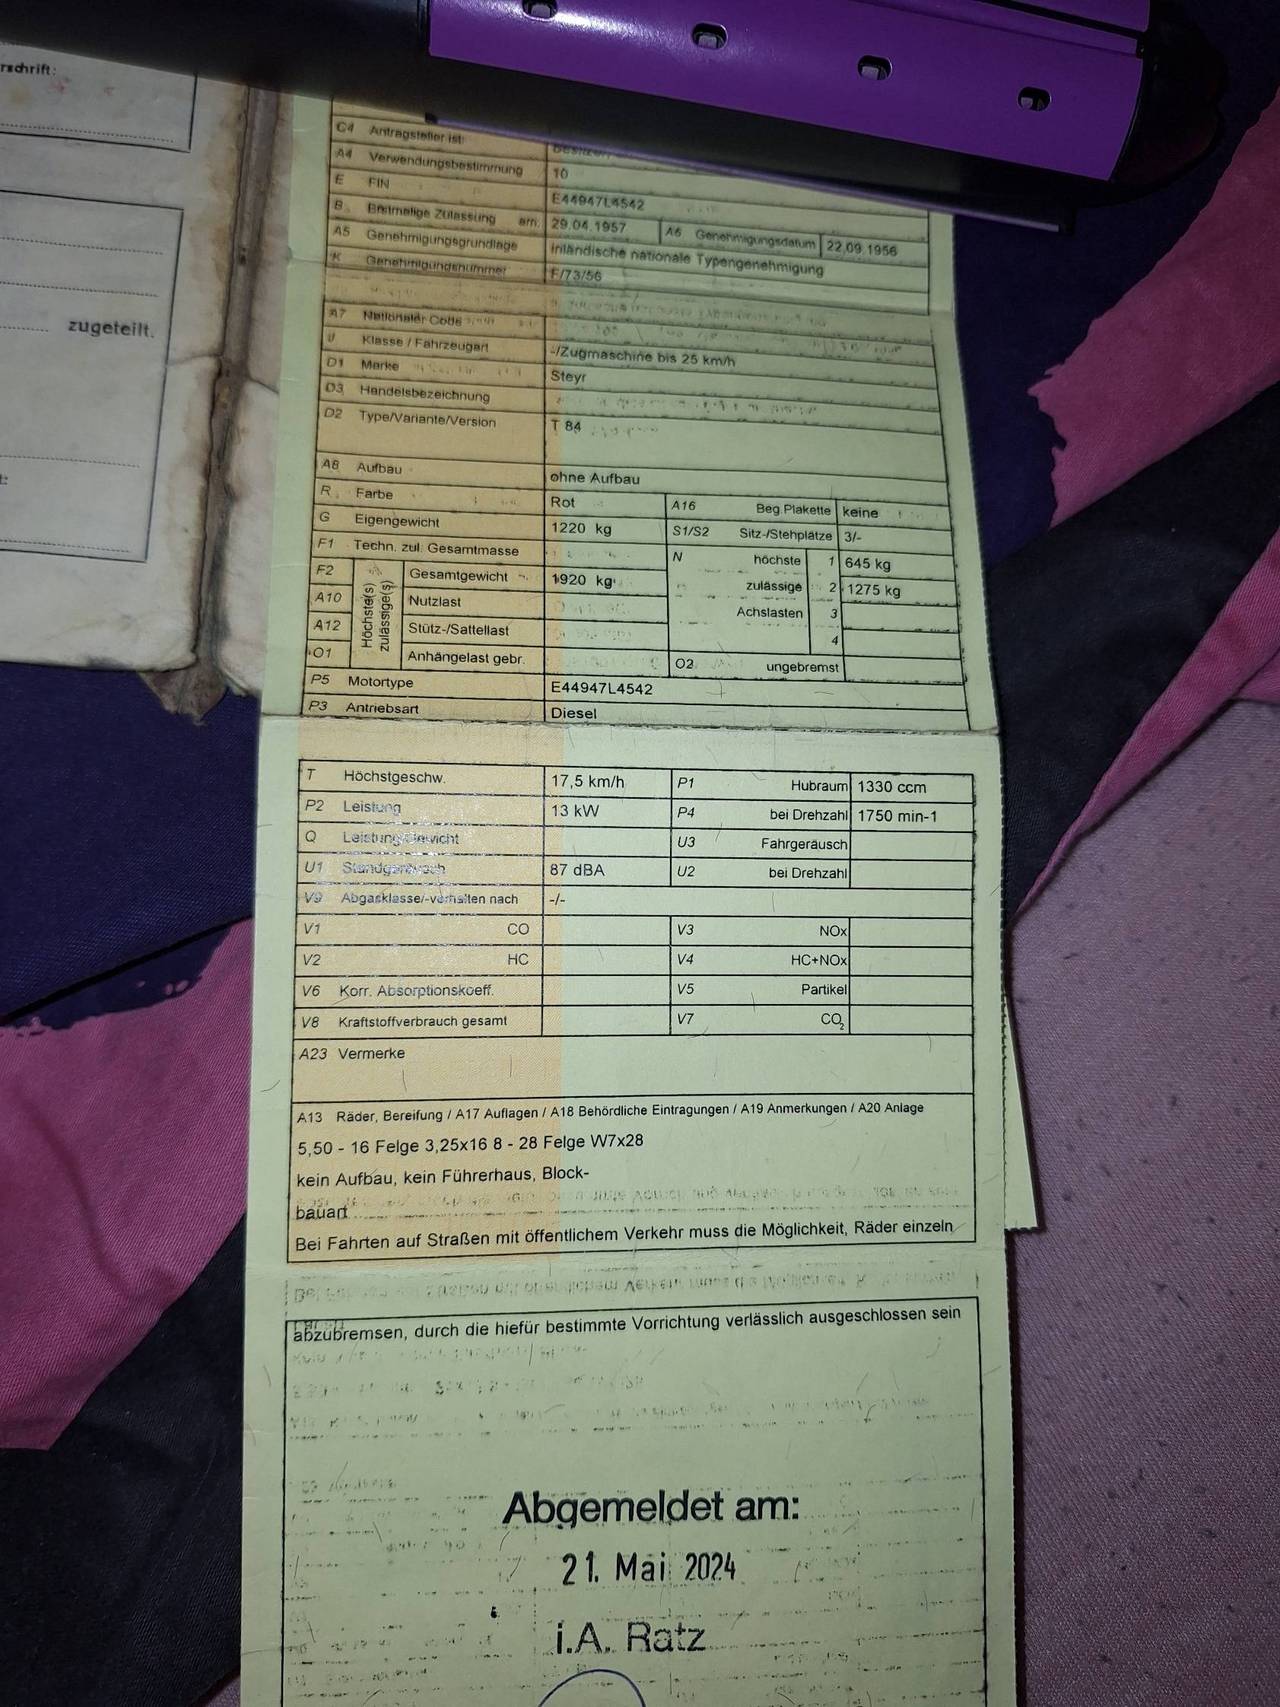 zugeteilt.
C4 Antragsteller ist:
A4 Verwendungsbestimmung 10
E FIN E44947L4542
B Erstmalige Zulassung am: 29.04.1957 A6 Genehmigungsdatum 22.09.1956
A5 Genehmigungsgrundlage inländische nationale Typengenehmigung
K Genehmigungsnummer F/73/56
A7 Nationaler Code
J Klasse / Fahrzeugart -/Zugmaschine bis 25 km/h
D1 Marke Steyr
D3 Handelsbezeichnung
D2 Type/Variante/Version T 84
A8 Aufbau ohne Aufbau
R Farbe Rot A16 Beg.Plakette keine
G Eigengewicht 1220 kg S1/S2 Sitz-/Stehplätze 3/-
F1 Techn. zul. Gesamtmasse N höchste 1 645 kg
F2 Höchste(s) zulässige(s) Gesamtgewicht 1920 kg zulässige 2 1275 kg
A10 Nutzlast Achslasten 3
A12 Stütz-/Sattellast 4
O1 Anhängelast gebr. O2 ungebremst
P5 Motortype E44947L4542
P3 Antriebsart Diesel
T Höchstgeschw. 17,5 km/h P1 Hubraum 1330 ccm
P2 Leistung 13 kW P4 bei Drehzahl 1750 min-1
Q Leistung/Gewicht U3 Fahrgeräusch
U1 Standgeräusch 87 dBA U2 bei Drehzahl
V9 Abgasklasse/-verhalten nach -/-
V1 CO V3 NOx
V2 HC V4 HC+NOx
V6 Korr. Absorptionskoeff. V5 Partikel
V8 Kraftstoffverbrauch gesamt V7 CO2
A23 Vermerke
A13 Räder, Bereifung / A17 Auflagen / A18 Behördliche Eintragungen / A19 Anmerkungen / A20 Anlage
5,50 - 16 Felge 3,25x16 8 - 28 Felge W7x28
kein Aufbau, kein Führerhaus, Block-
bauart
Bei Fahrten auf Straßen mit öffentlichem Verkehr muss die Möglichkeit, Räder einzeln
abzubremsen, durch die hiefür bestimmte Vorrichtung verlässlich ausgeschlossen sein
Abgemeldet am:
21. Mai 2024
i.A. Ratz